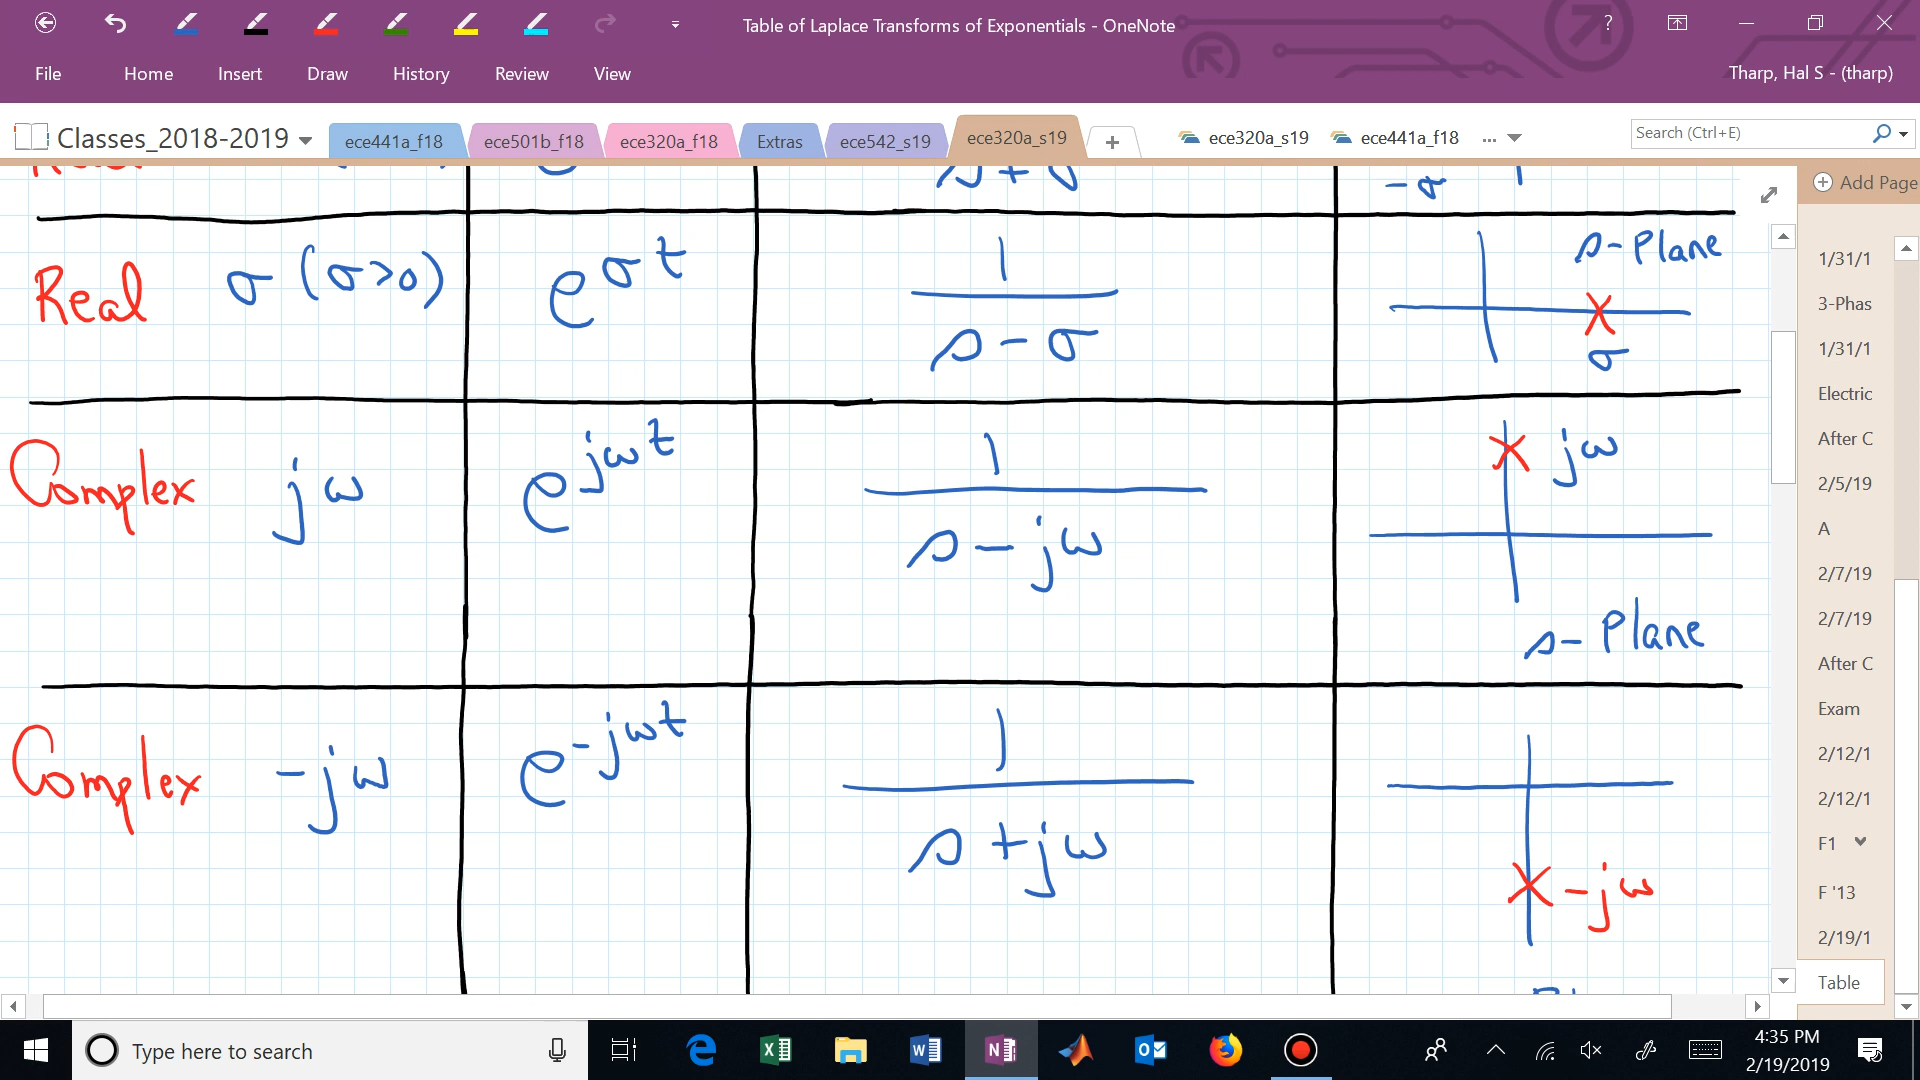 Table of Laplace Transforms of Exponentials - OneNote
?
File Home Insert Draw History Review View
Tharp, Hal S - (tharp)
Classes_2018-2019
ece441a_f18 ece501b_f18 ece320a_f18 Extras ece542_s19 ece320a_s19 +
ece320a_s19 ece441a_f18 ...
Search (Ctrl+E)
Add Page
1/31/1
3-Phas
1/31/1
Electric
After C
2/5/19
A
2/7/19
2/7/19
After C
Exam
2/12/1
2/12/1
F1
F '13
2/19/1
Table
s + σ
-σ
Real σ (σ>0)
e^{σt}
1
s - σ
s-Plane
X
σ
Complex jω
e^{jωt}
1
s - jω
X jω
s-Plane
Complex -jω
e^{-jωt}
1
s + jω
X -jω
Type here to search
4:35 PM
2/19/2019